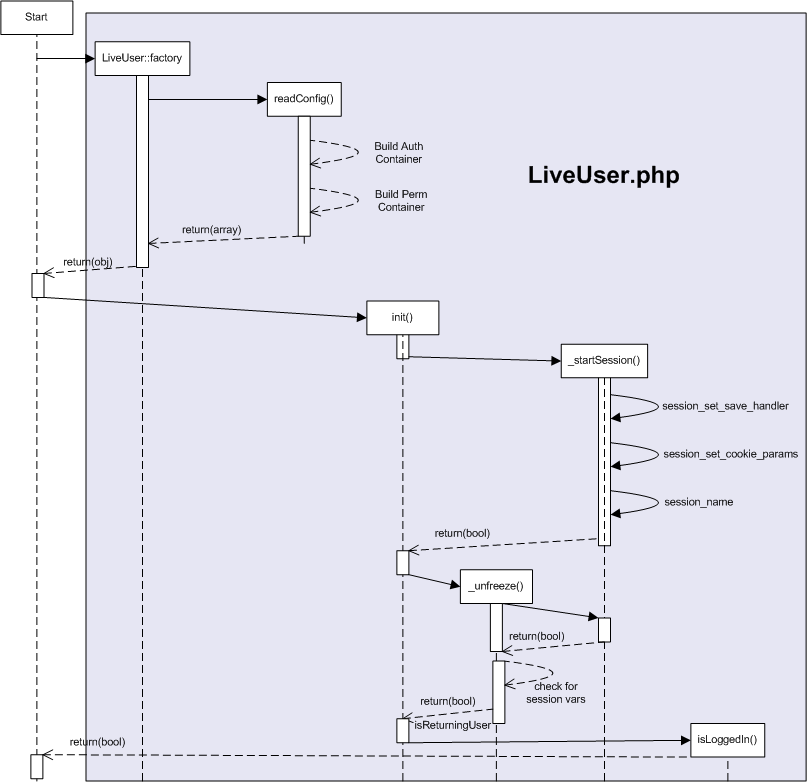 Start
LiveUser::factory
readConfig()
Build Auth
Container
LiveUser.php
Build Perm
Container
return(array)
return(obj)
init()
_startSession()
session_set_save_handler
session_set_cookie_params
session_name
return(bool)
_unfreeze()
return(bool)
check for
session vars
return(bool)
isReturningUser
isLoggedIn()
return(bool)